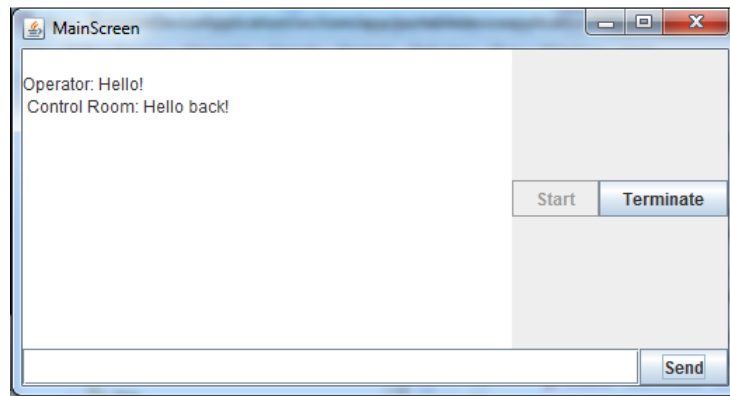 MainScreen
Operator: Hello!
Control Room: Hello back!
Start
Terminate
Send